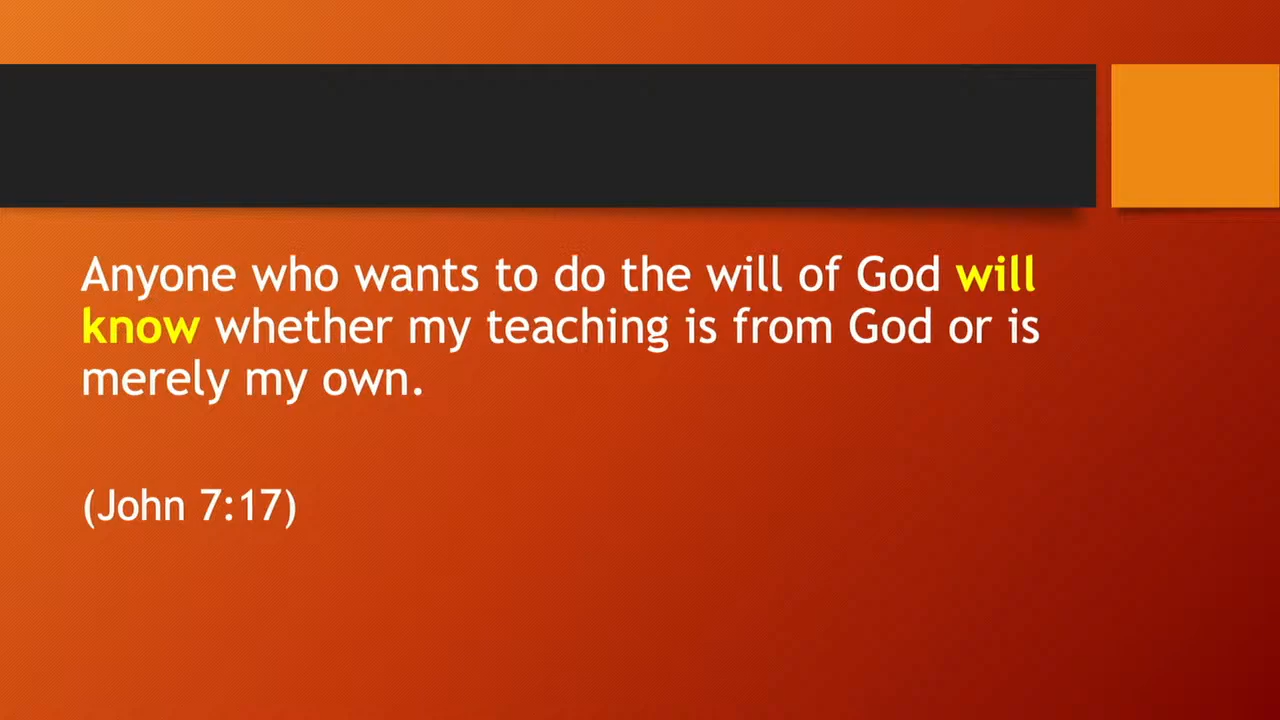 Anyone who wants to do the will of God will
know whether my teaching is from God or is
merely my own.
(John 7:17)